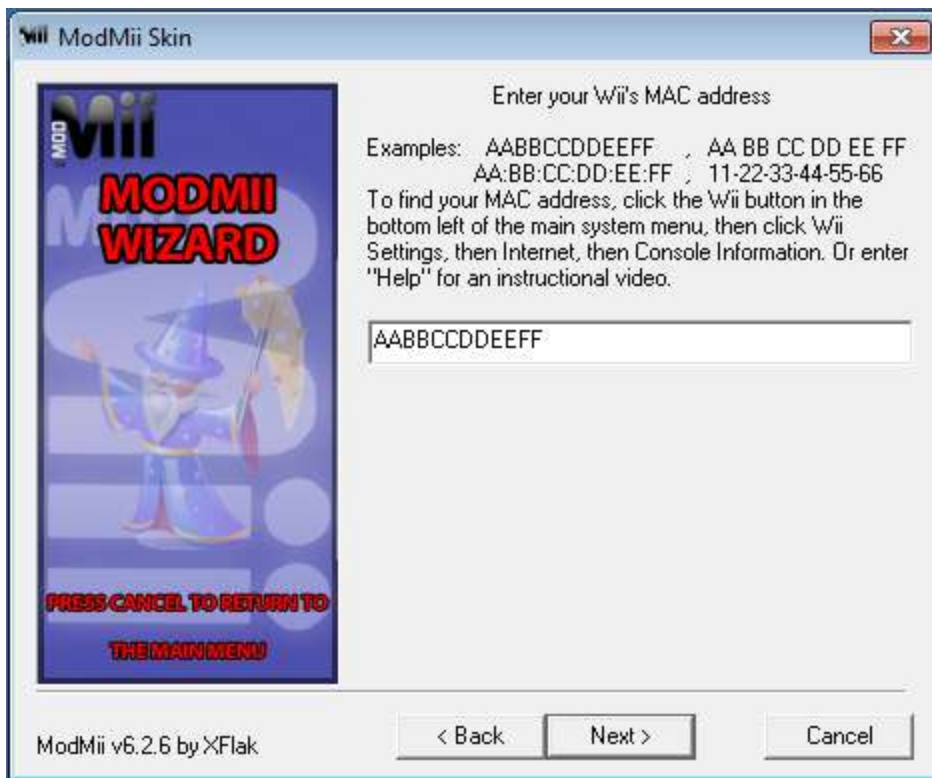 Mii ModMii Skin
MOD Mii
MODMII
WIZARD
PRESS CANCEL TO RETURN TO
THE MAIN MENU
Enter your Wii's MAC address
Examples: AABBCCDDEEFF , AA BB CC DD EE FF
AA:BB:CC:DD:EE:FF , 11-22-33-44-55-66
To find your MAC address, click the Wii button in the
bottom left of the main system menu, then click Wii
Settings, then Internet, then Console Information. Or enter
"Help" for an instructional video.
AABBCCDDEEFF
ModMii v6.2.6 by XFlak
< Back
Next >
Cancel